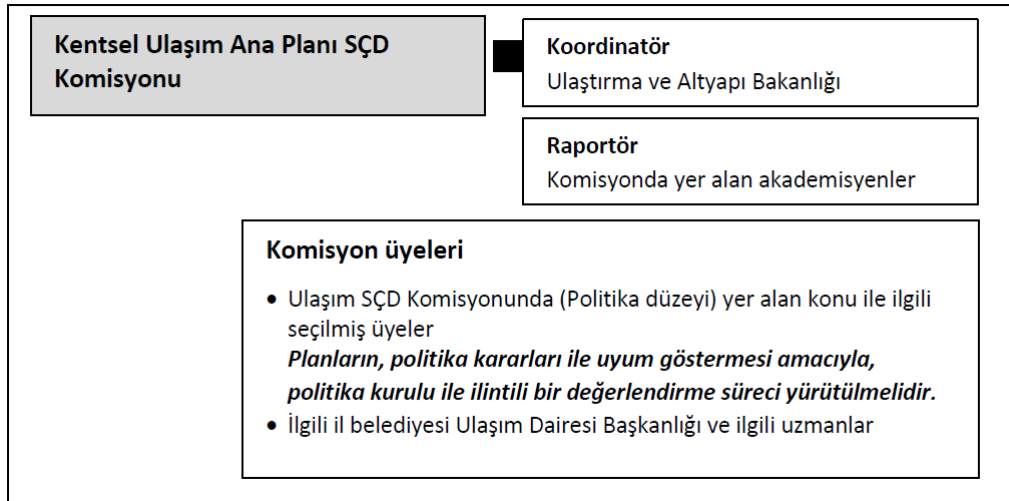 Kentsel Ulaşım Ana Planı SÇD
Komisyonu
Koordinatör
Ulaştırma ve Altyapı Bakanlığı
Raportör
Komisyonda yer alan akademisyenler
Komisyon üyeleri
• Ulaşım SÇD Komisyonunda (Politika düzeyi) yer alan konu ile ilgili
seçilmiş üyeler
Planların, politika kararları ile uyum göstermesi amacıyla,
politika kurulu ile ilintili bir değerlendirme süreci yürütülmelidir.
• İlgili il belediyesi Ulaşım Dairesi Başkanlığı ve ilgili uzmanlar